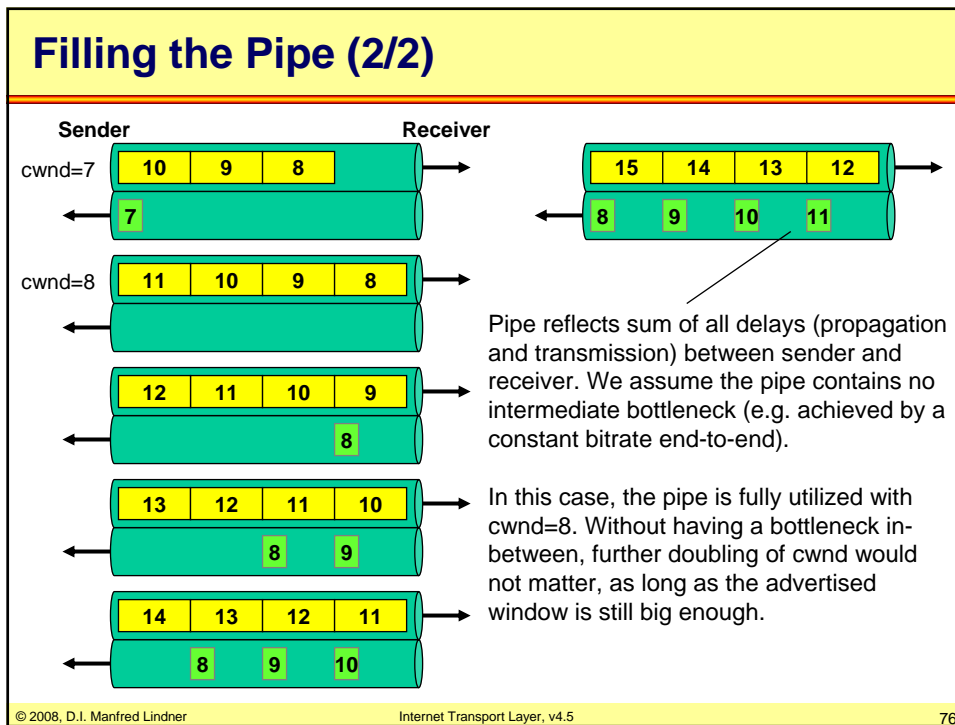 Filling the Pipe (2/2)
Sender Receiver
cwnd=7
10 9 8
7
cwnd=8
11 10 9 8
12 11 10 9
8
13 12 11 10
8 9
14 13 12 11
8 9 10
15 14 13 12
8 9 10 11
Pipe reflects sum of all delays (propagation
and transmission) between sender and
receiver. We assume the pipe contains no
intermediate bottleneck (e.g. achieved by a
constant bitrate end-to-end).
In this case, the pipe is fully utilized with
cwnd=8. Without having a bottleneck in-
between, further doubling of cwnd would
not matter, as long as the advertised
window is still big enough.
© 2008, D.I. Manfred Lindner Internet Transport Layer, v4.5 76